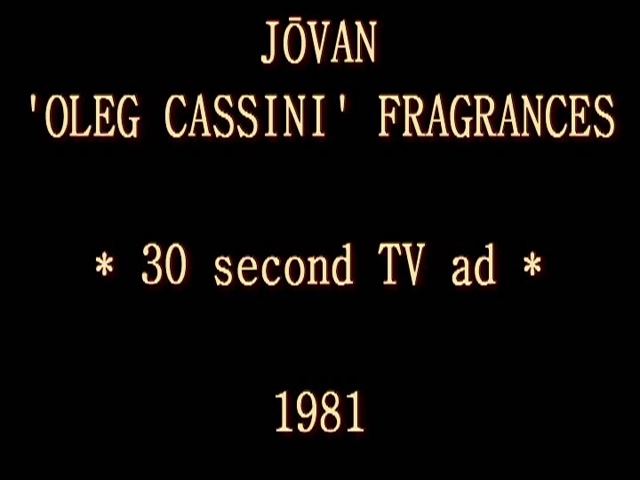 JŌVAN
'OLEG CASSINI' FRAGRANCES
* 30 second TV ad *
1981